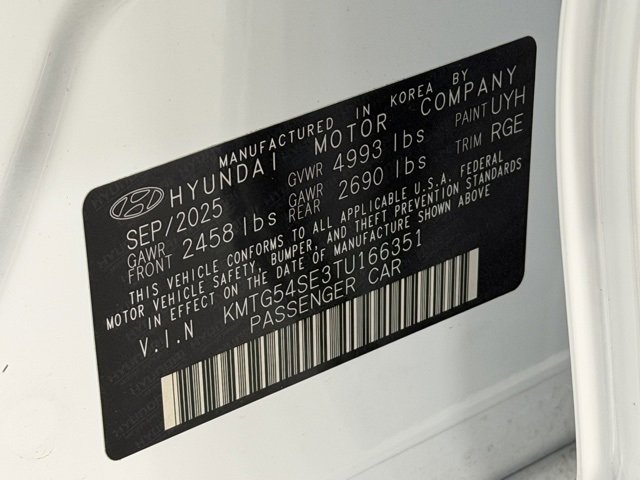 MANUFACTURED IN KOREA BY
HYUNDAI MOTOR COMPANY
SEP/2025 GVWR 4993 lbs PAINT UYH
GAWR FRONT 2458 lbs GAWR REAR 2690 lbs TRIM RGE
THIS VEHICLE CONFORMS TO ALL APPLICABLE U.S.A. FEDERAL
MOTOR VEHICLE SAFETY, BUMPER, AND THEFT PREVENTION STANDARDS
IN EFFECT ON THE DATE OF MANUFACTURE SHOWN ABOVE
V.I.N KMTG54SE3TU166351
PASSENGER CAR